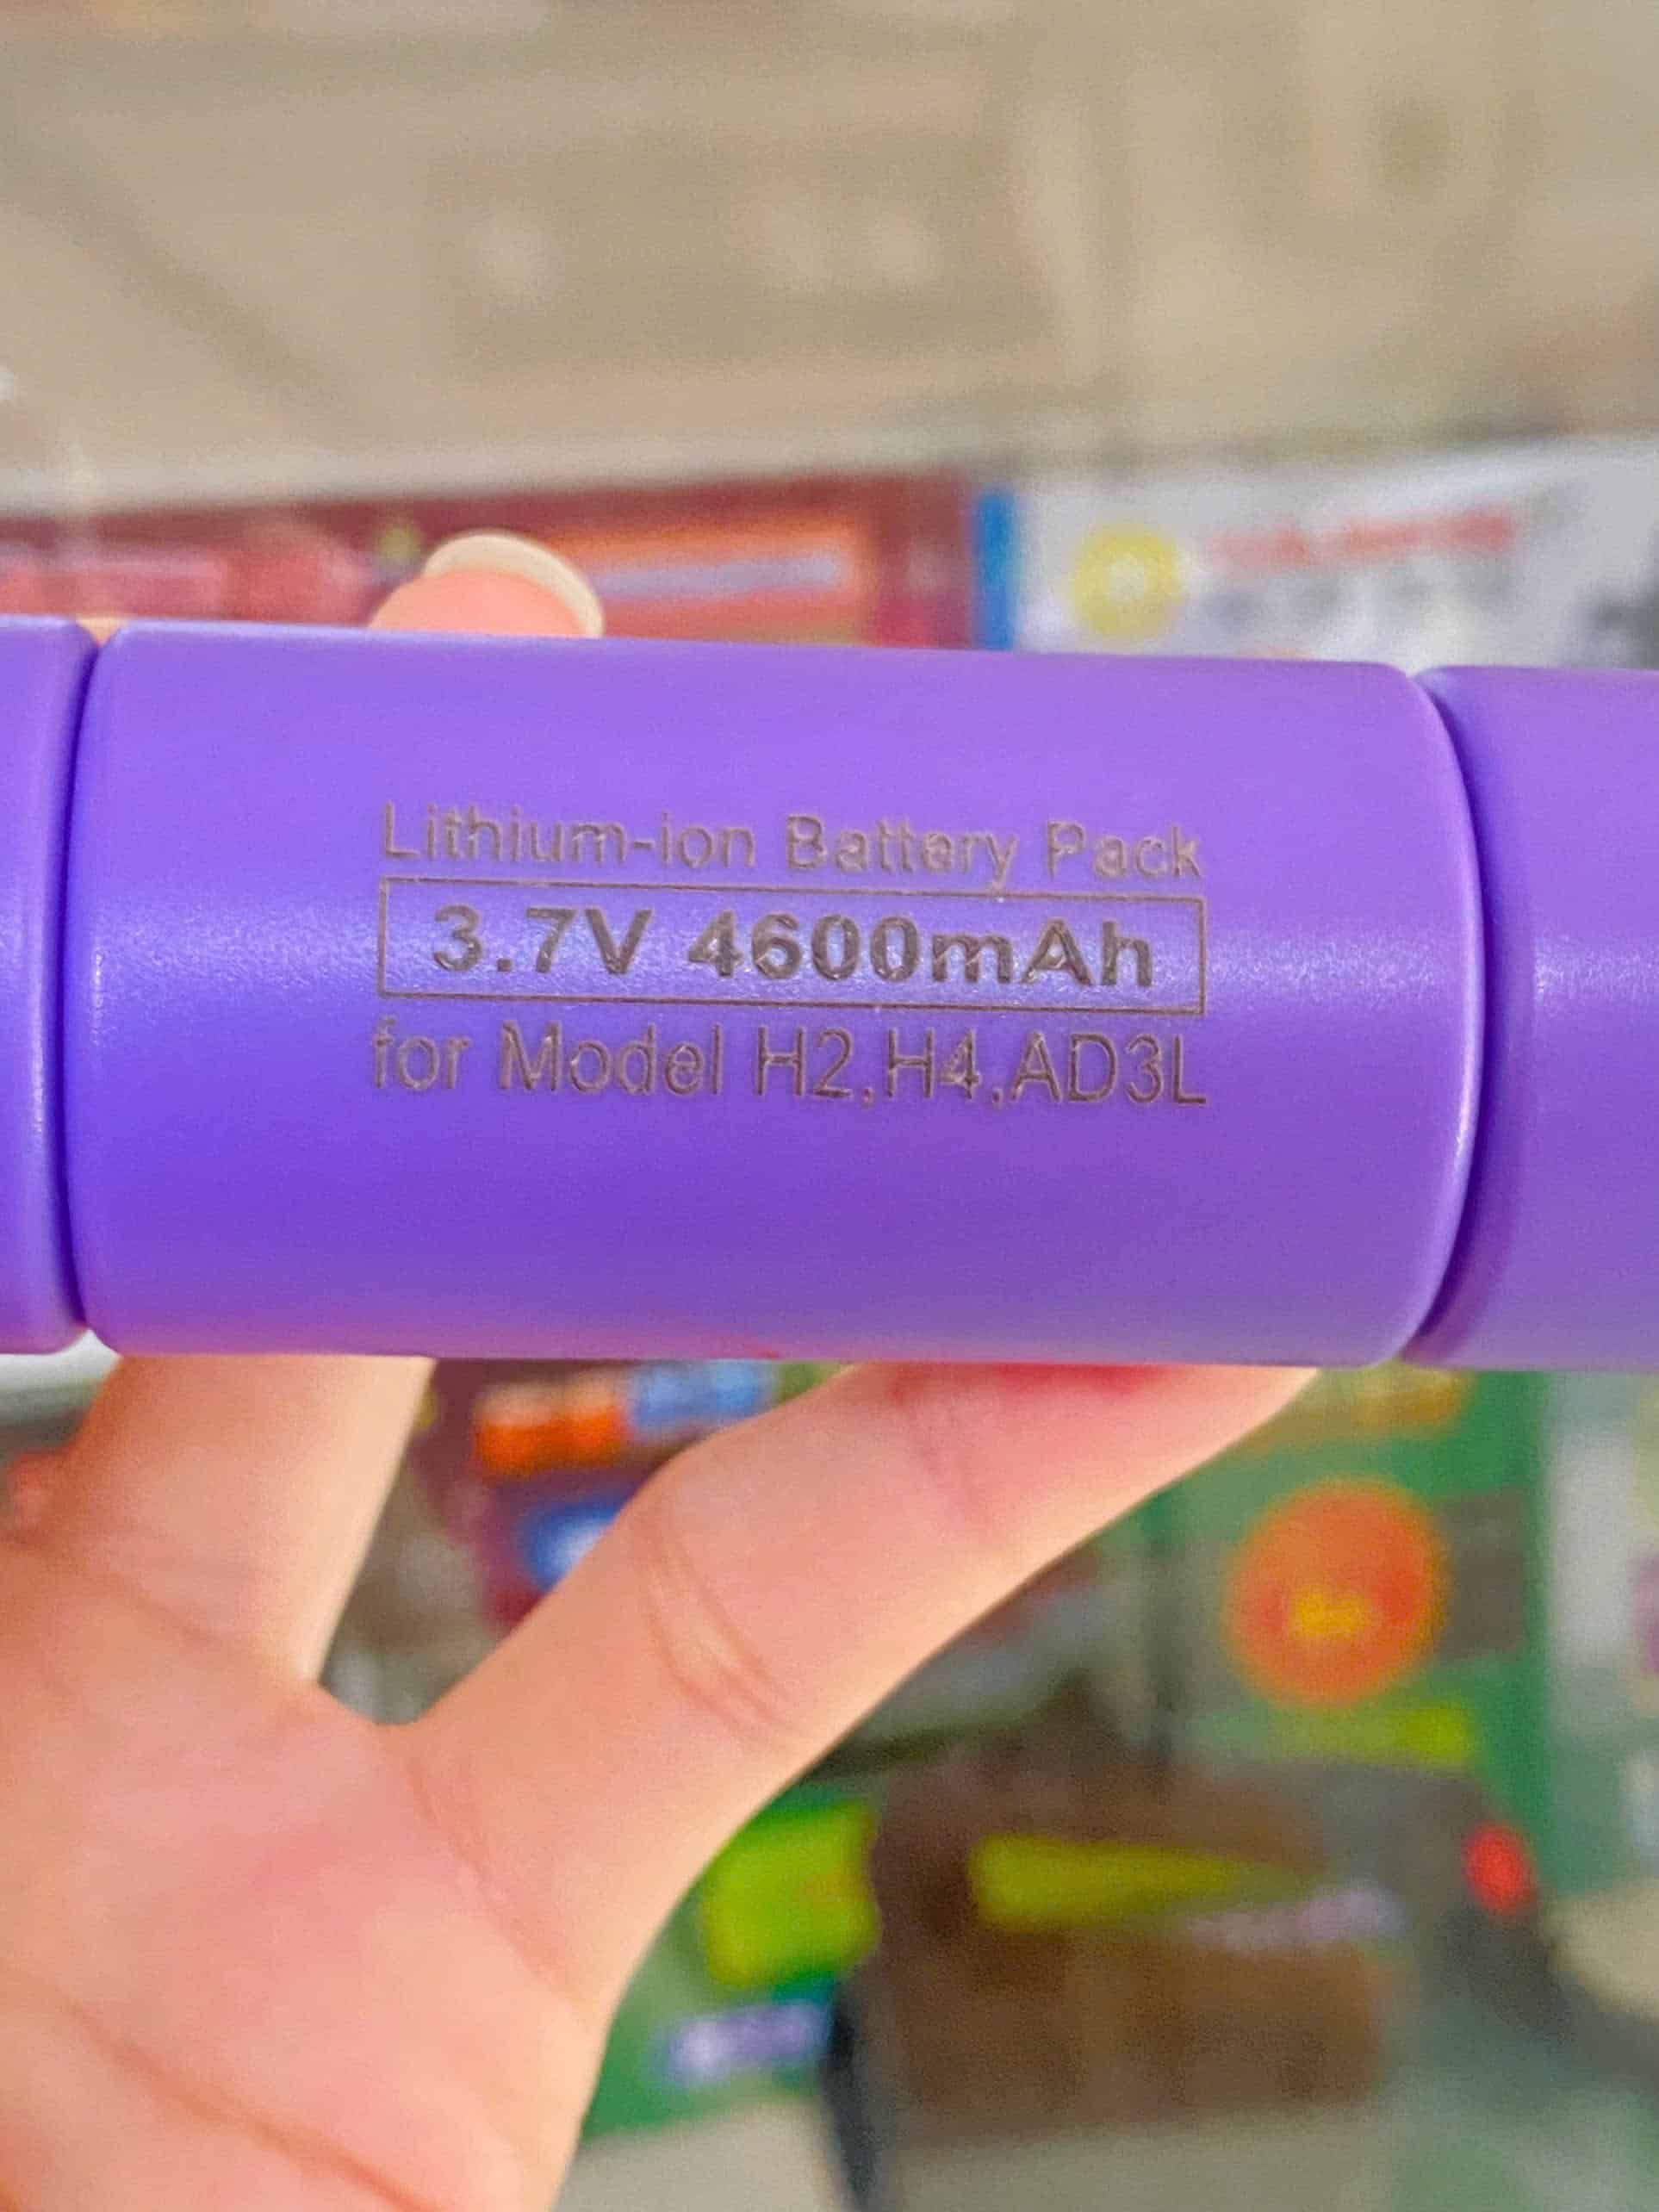 Lithium-ion Battery Pack
3.7V 4600mAh
for Model H2,H4,AD3L